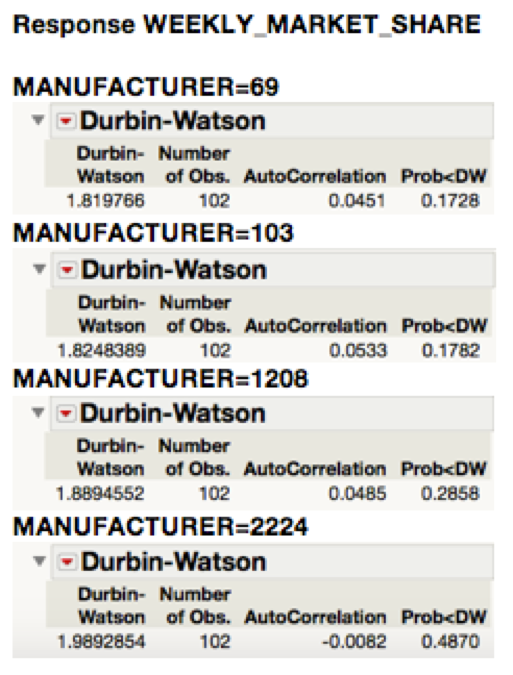 Response WEEKLY_MARKET_SHARE
MANUFACTURER=69
Durbin-Watson
Durbin- Number
Watson of Obs. AutoCorrelation Prob<DW
1.819766 102 0.0451 0.1728
MANUFACTURER=103
Durbin-Watson
Durbin- Number
Watson of Obs. AutoCorrelation Prob<DW
1.8248389 102 0.0533 0.1782
MANUFACTURER=1208
Durbin-Watson
Durbin- Number
Watson of Obs. AutoCorrelation Prob<DW
1.8894552 102 0.0485 0.2858
MANUFACTURER=2224
Durbin-Watson
Durbin- Number
Watson of Obs. AutoCorrelation Prob<DW
1.9892854 102 -0.0082 0.4870